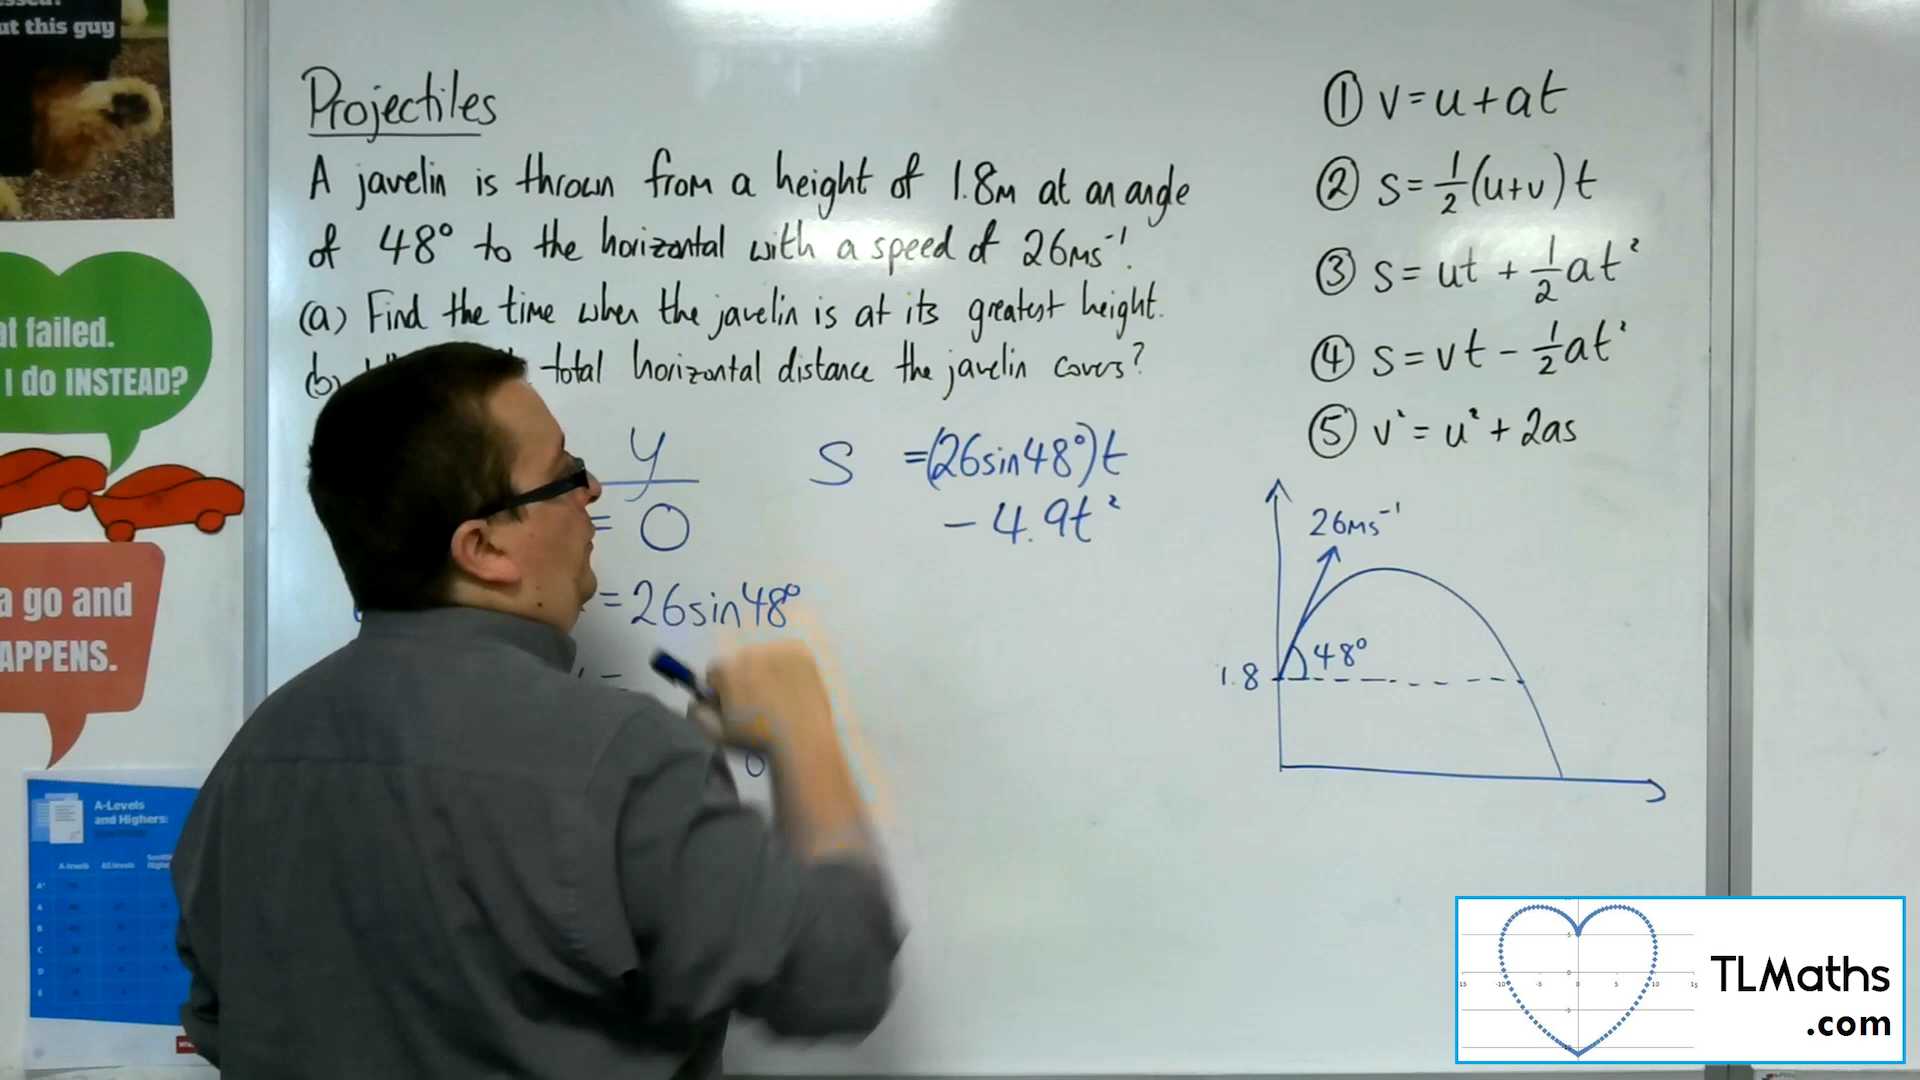 ut this guy
at failed.
I do INSTEAD?
a go and
APPENS.
A-Levels
and Highers:
Projectiles
A javelin is thrown from a height of 1.8m at an angle
of 48° to the horizontal with a speed of 26ms⁻¹.
(a) Find the time when the javelin is at its greatest height.
(b) total horizontal distance the javelin covers?
y
= 0
= 26sin48°
S = (26sin48°)t
- 4.9t²
① v = u + at
② s = ½(u+v)t
③ s = ut + ½at²
④ s = vt - ½at²
⑤ v² = u² + 2as
26ms⁻¹
48°
1.8
TLMaths
.com